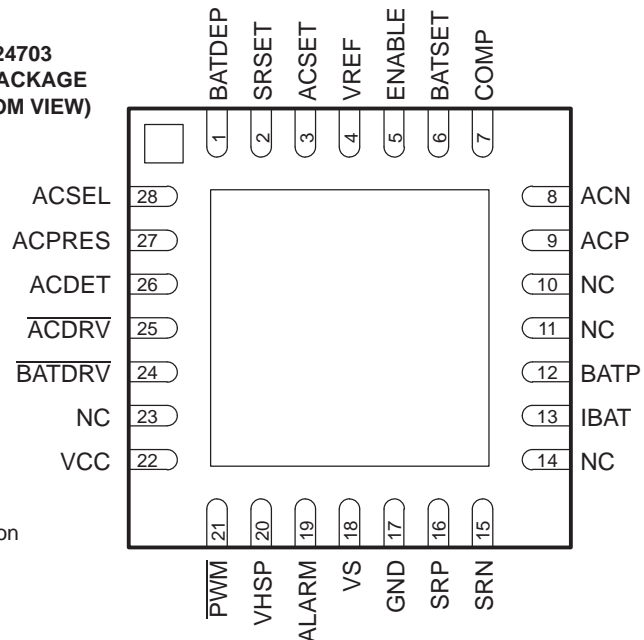 24703
ACKAGE
OM VIEW)
BATDEP
SRSET
ACSET
VREF
ENABLE
BATSET
COMP
1
2
3
4
5
6
7
ACSEL 28
ACPRES 27
ACDET 26
ACDRV 25
BATDRV 24
NC 23
VCC 22
8 ACN
9 ACP
10 NC
11 NC
12 BATP
13 IBAT
14 NC
on
21
20
19
18
17
16
15
PWM
VHSP
ALARM
VS
GND
SRP
SRN